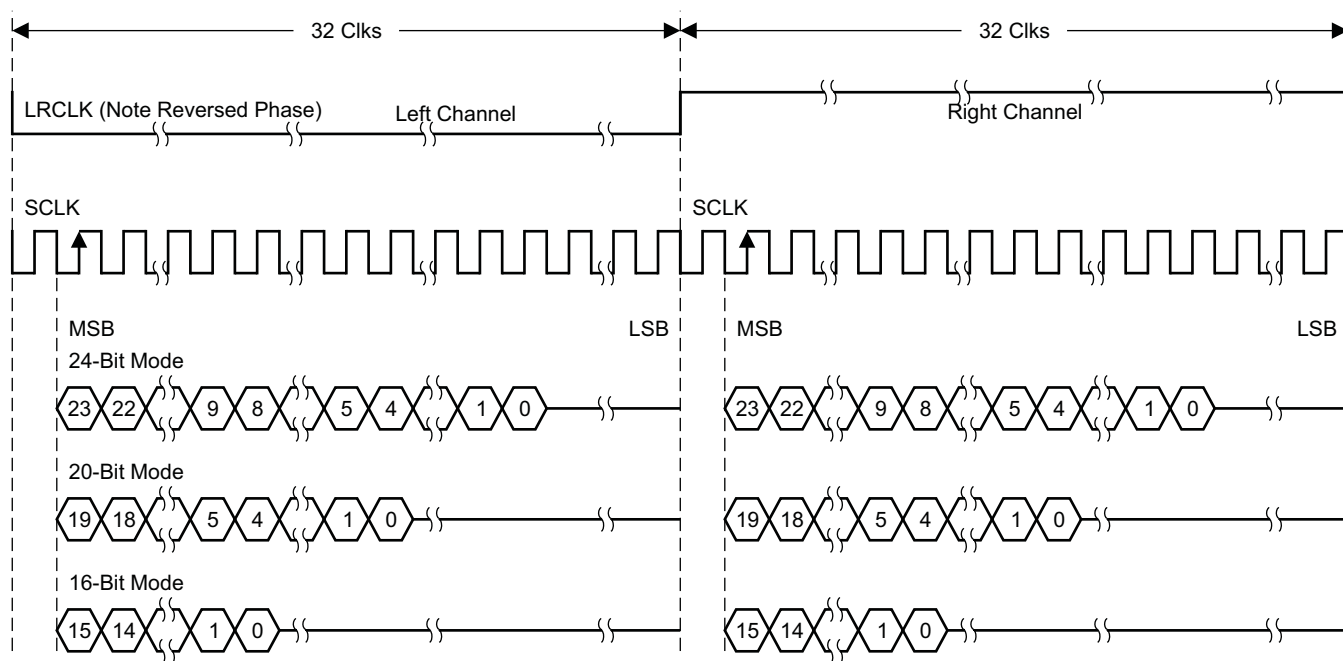 32 Clks 32 Clks
LRCLK (Note Reversed Phase) Left Channel Right Channel
SCLK SCLK
MSB LSB MSB LSB
24-Bit Mode
23 22 9 8 5 4 1 0 23 22 9 8 5 4 1 0
20-Bit Mode
19 18 5 4 1 0 19 18 5 4 1 0
16-Bit Mode
15 14 1 0 15 14 1 0